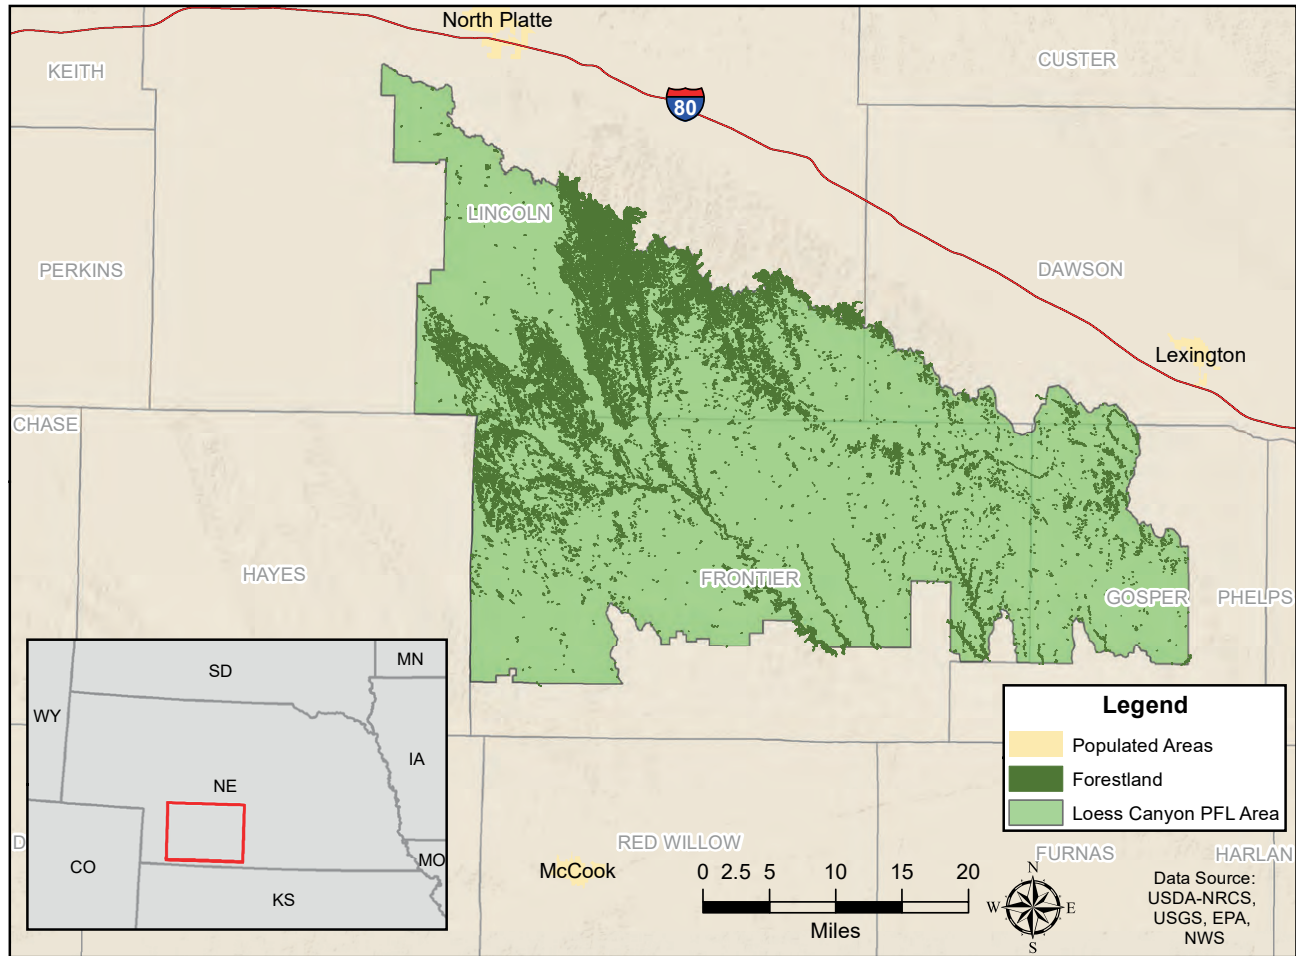 North Platte
CUSTER
KEITH
80
LINCOLN
PERKINS
DAWSON
Lexington
CHASE
HAYES
FRONTIER
GOSPER
PHELPS
SD
MN
WY
IA
NE
CO
MO
KS
Legend
Populated Areas
Forestland
Loess Canyon PFL Area
D
RED WILLOW
FURNAS
HARLAN
McCook
0 2.5 5 10 15 20
Miles
N
W E
S
Data Source:
USDA-NRCS,
USGS, EPA,
NWS